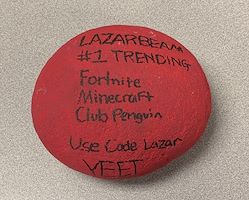 LAZARBEAM
#1 TRENDING
Fortnite
Minecraft
Club Penguin
Use Code Lazar
YEET